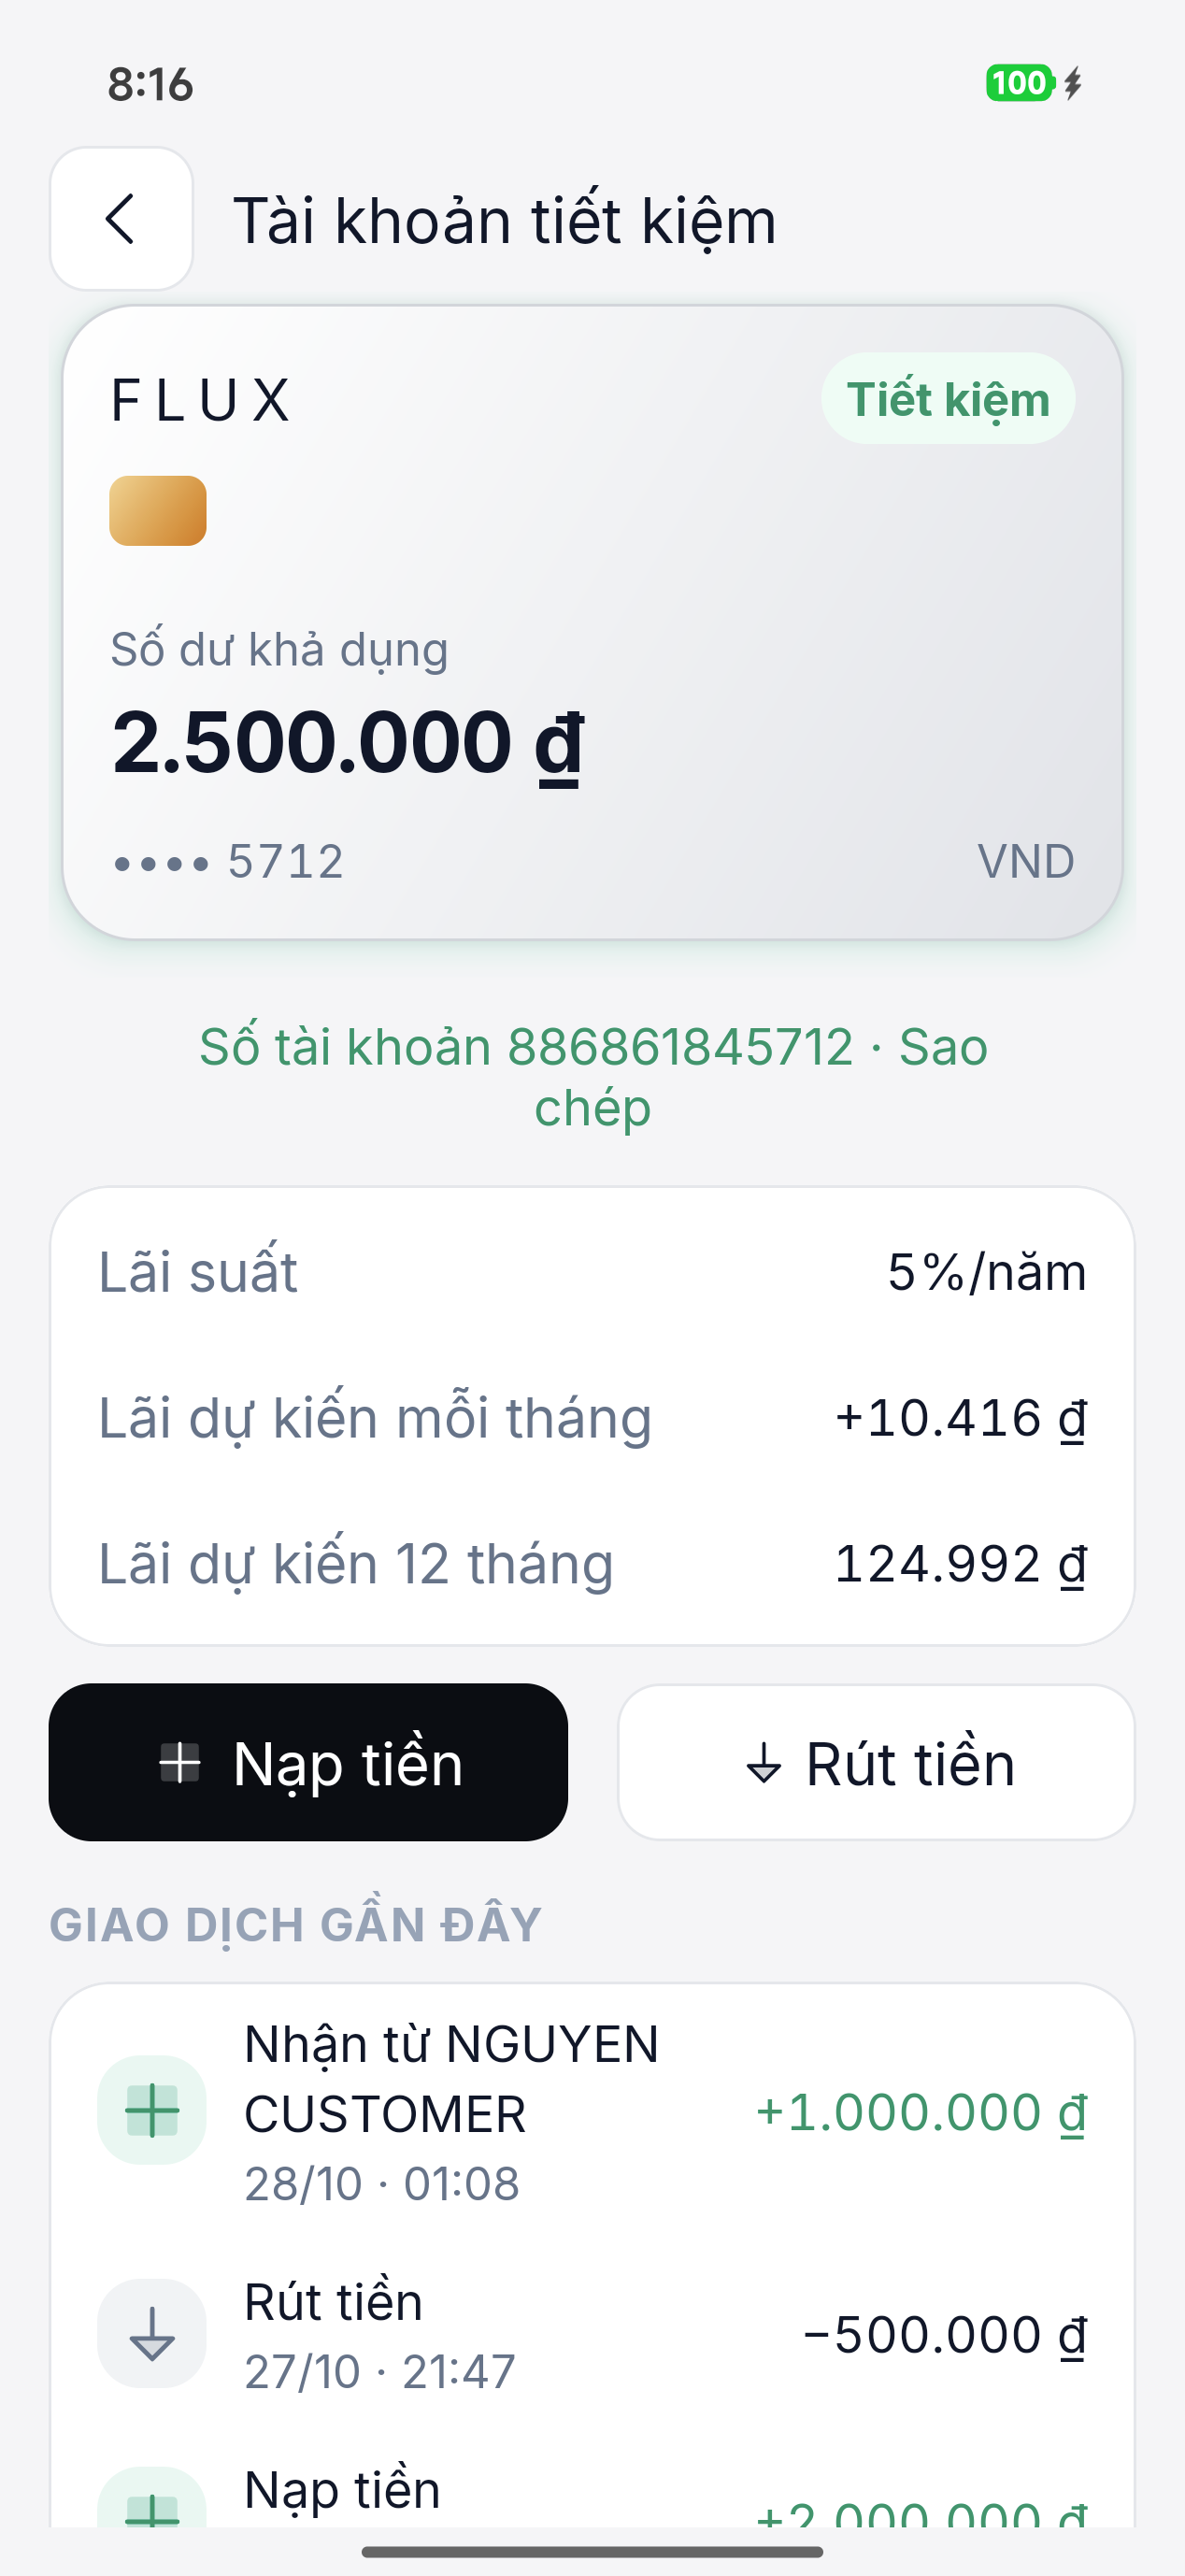 8:16
100
Tài khoản tiết kiệm
FLUX
Tiết kiệm
Số dư khả dụng
2.500.000 ₫
•••• 5712
VND
Số tài khoản 886861845712 · Sao
chép
Lãi suất
5%/năm
Lãi dự kiến mỗi tháng
+10.416 ₫
Lãi dự kiến 12 tháng
124.992 ₫
Nạp tiền
Rút tiền
GIAO DỊCH GẦN ĐÂY
Nhận từ NGUYEN
CUSTOMER
+1.000.000 ₫
28/10 · 01:08
Rút tiền
−500.000 ₫
27/10 · 21:47
Nạp tiền
+2.000.000 ₫